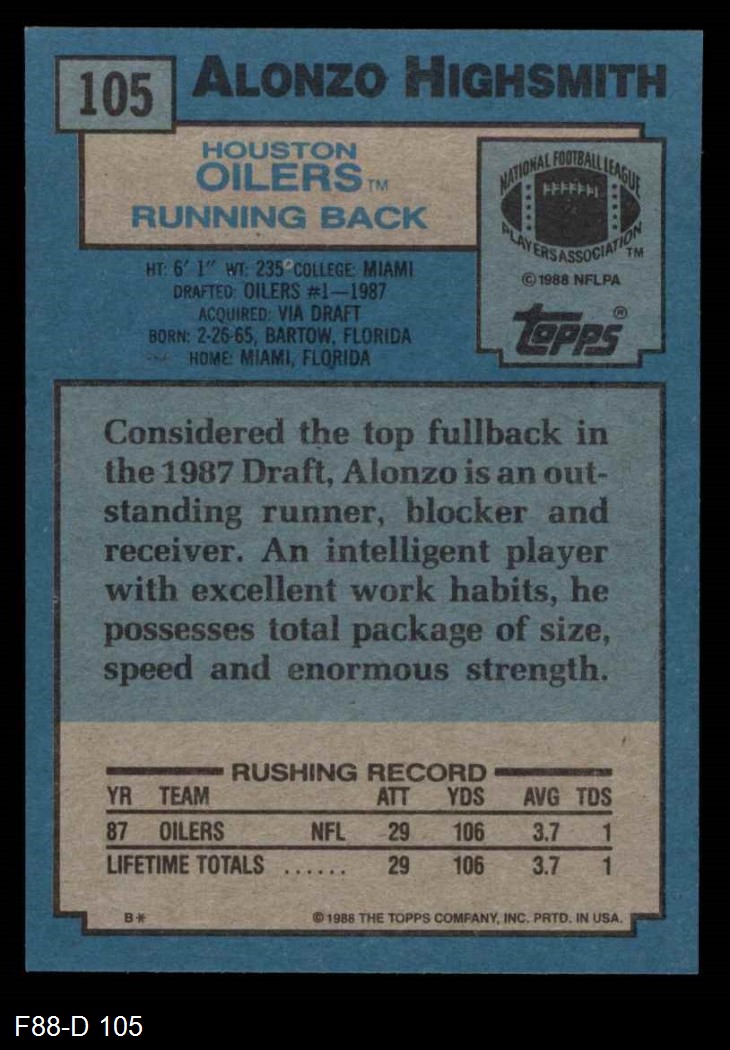 105
ALONZO HIGHSMITH
HOUSTON
OILERS™
RUNNING BACK
NATIONAL FOOTBALL LEAGUE
PLAYERS ASSOCIATION ™
© 1988 NFLPA
topps®
HT: 6' 1" WT: 235 COLLEGE: MIAMI
DRAFTED: OILERS #1—1987
ACQUIRED: VIA DRAFT
BORN: 2-26-65, BARTOW, FLORIDA
HOME: MIAMI, FLORIDA
Considered the top fullback in
the 1987 Draft, Alonzo is an out-
standing runner, blocker and
receiver. An intelligent player
with excellent work habits, he
possesses total package of size,
speed and enormous strength.
RUSHING RECORD
YR TEAM ATT YDS AVG TDS
87 OILERS NFL 29 106 3.7 1
LIFETIME TOTALS ...... 29 106 3.7 1
B* © 1988 THE TOPPS COMPANY, INC. PRTD. IN USA.
F88-D 105